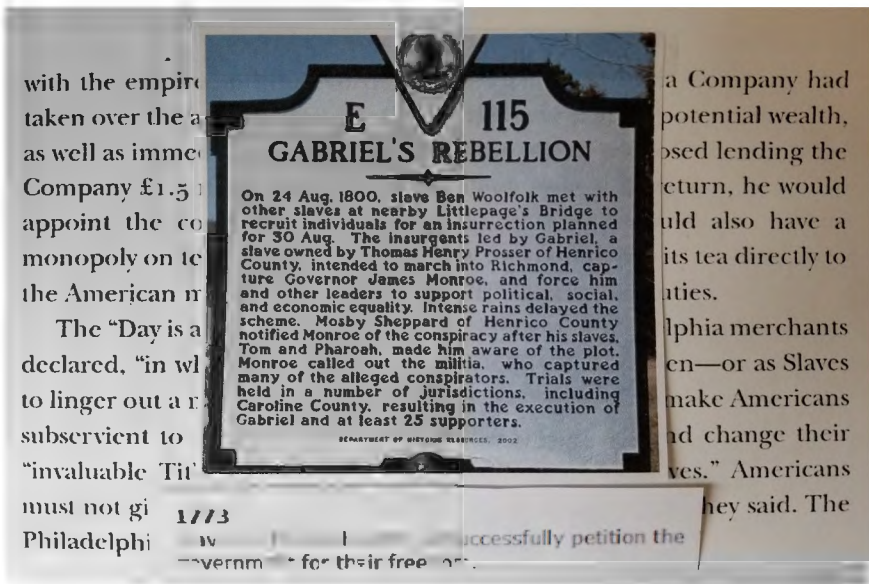 with the empire a Company had
taken over the a potential wealth,
as well as imme osed lending the
Company £1.5 eturn, he would
appoint the co uld also have a
monopoly on te its tea directly to
the American uties.
The “Day is a lphia merchants
declared, “in wh en—or as Slaves
to linger out a make Americans
subservient to nd change their
“invaluable Tit ves.” Americans
must not gi hey said. The
Philadelphi
E 115
GABRIEL'S REBELLION
On 24 Aug. 1800, slave Ben Woolfolk met with
other slaves at nearby Littlepage's Bridge to
recruit individuals for an insurrection planned
for 30 Aug. The insurgents led by Gabriel, a
slave owned by Thomas Henry Prosser of Henrico
County, intended to march into Richmond, cap-
ture Governor James Monroe, and force him
and other leaders to support political, social,
and economic equality. Intense rains delayed the
scheme. Mosby Sheppard of Henrico County
notified Monroe of the conspiracy after his slaves,
Tom and Pharoah, made him aware of the plot.
Monroe called out the militia, who captured
many of the alleged conspirators. Trials were
held in a number of jurisdictions, including
Caroline County, resulting in the execution of
Gabriel and at least 25 supporters.
DEPARTMENT OF HISTORIC RESOURCES, 2002
1773
uccessfully petition the
for their free